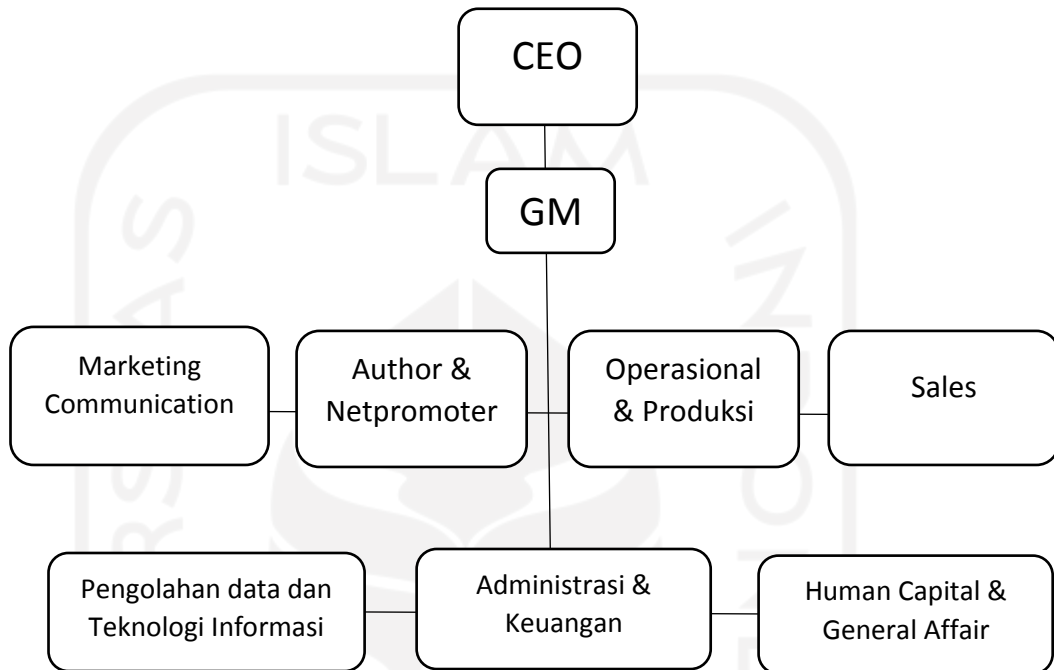 CEO
ISLAM
GM
Marketing
Communication
Author &
Netpromoter
Operasional
& Produksi
Sales
Pengolahan data dan
Teknologi Informasi
Administrasi &
Keuangan
Human Capital &
General Affair